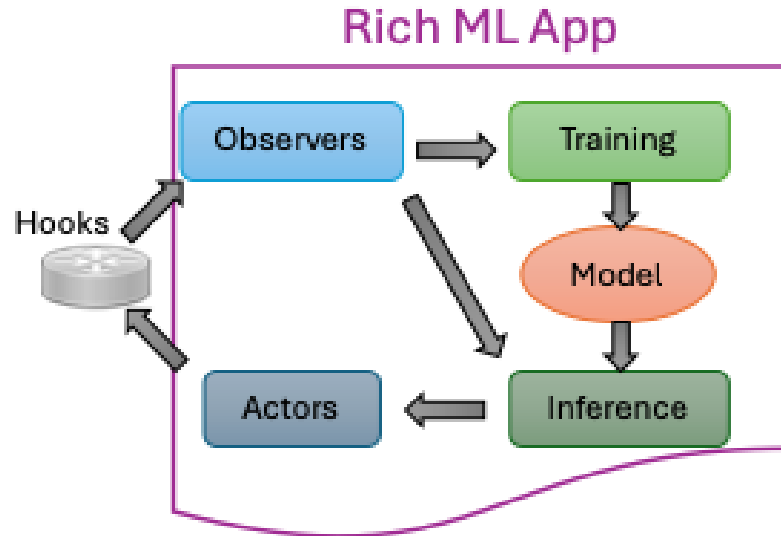 Rich ML App
Observers
Training
Hooks
Model
Actors
Inference